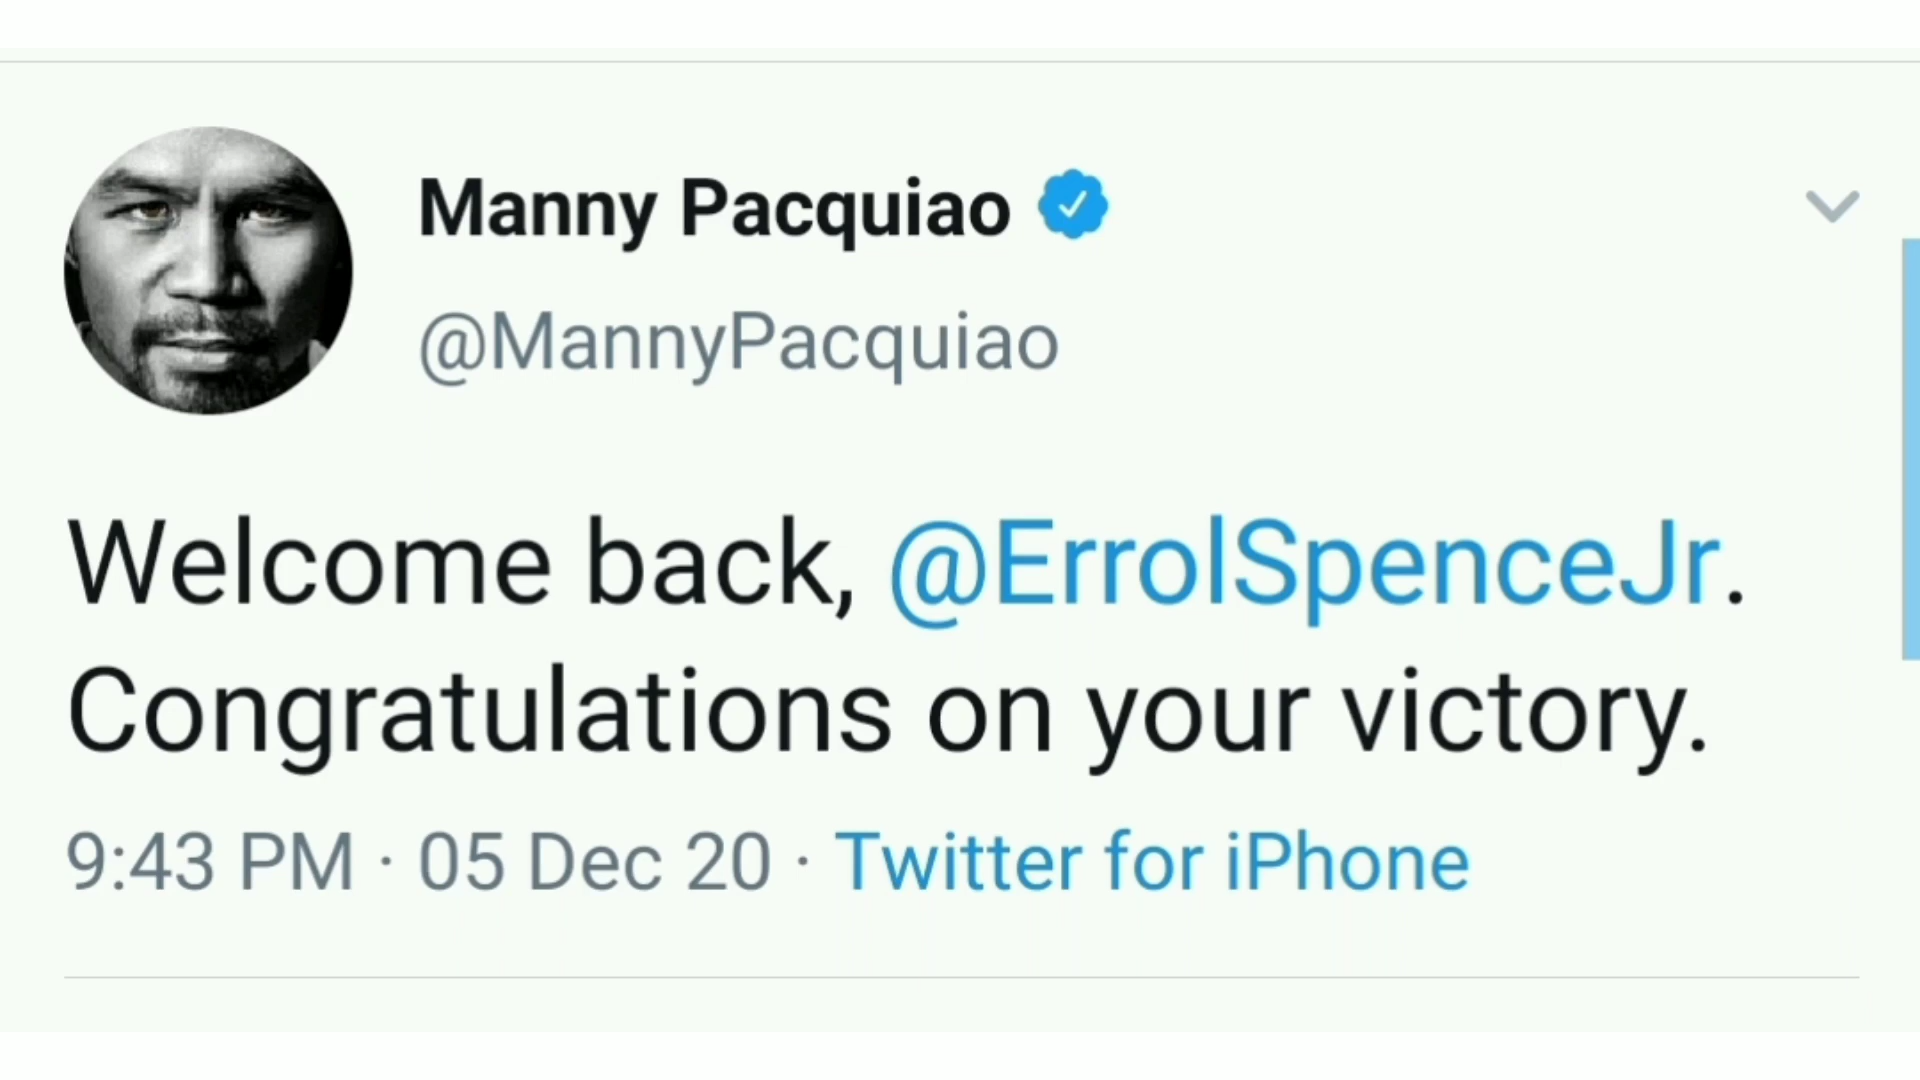 Manny Pacquiao
@MannyPacquiao
Welcome back, @ErrolSpenceJr.
Congratulations on your victory.
9:43 PM · 05 Dec 20 · Twitter for iPhone